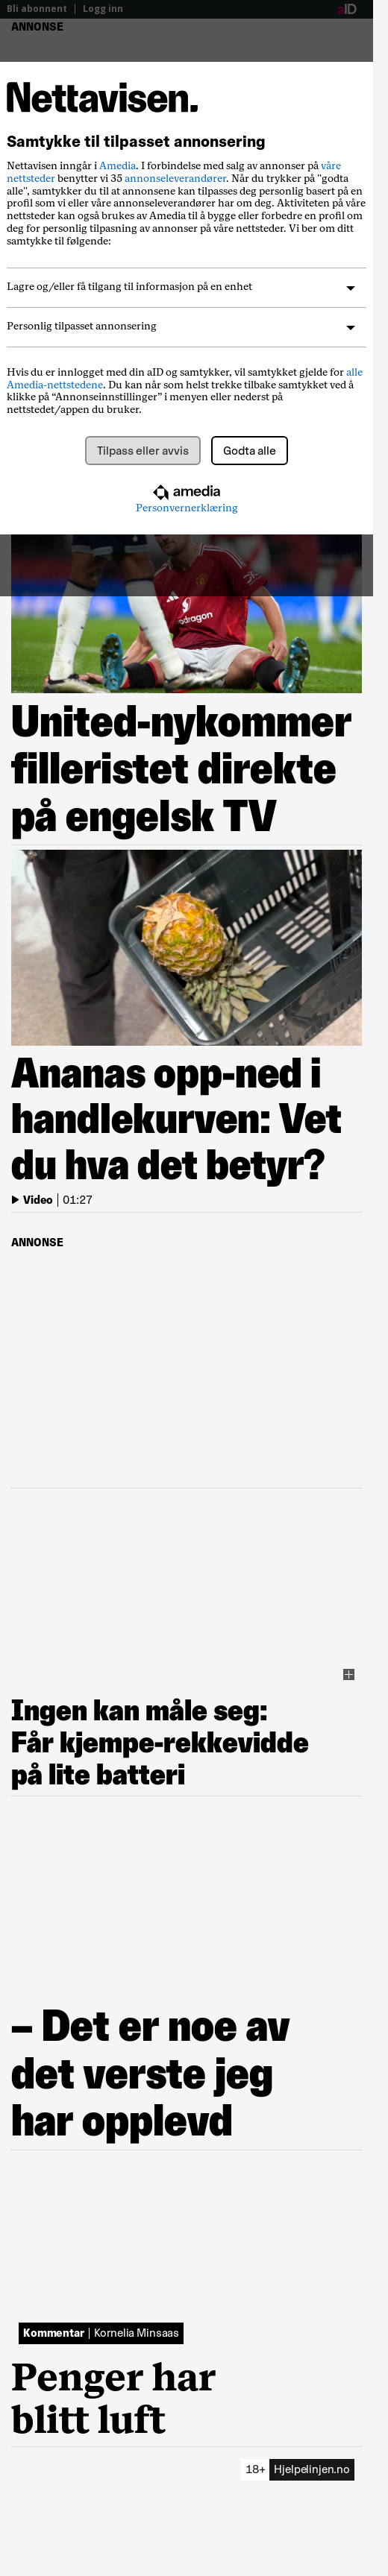 Bli abonnent | Logg inn
aID
ANNONSE
Nettavisen.
Samtykke til tilpasset annonsering
Nettavisen inngår i Amedia. I forbindelse med salg av annonser på våre
nettsteder benytter vi 35 annonseleverandører. Når du trykker på "godta
alle", samtykker du til at annonsene kan tilpasses deg personlig basert på en
profil som vi eller våre annonseleverandører har om deg. Aktiviteten på våre
nettsteder kan også brukes av Amedia til å bygge eller forbedre en profil om
deg for personlig tilpasning av annonser på våre nettsteder. Vi ber om ditt
samtykke til følgende:
Lagre og/eller få tilgang til informasjon på en enhet
Personlig tilpasset annonsering
Hvis du er innlogget med din aID og samtykker, vil samtykket gjelde for alle
Amedia-nettstedene. Du kan når som helst trekke tilbake samtykket ved å
klikke på “Annonseinnstillinger” i menyen eller nederst på
nettstedet/appen du bruker.
Tilpass eller avvis
Godta alle
amedia
Personvernerklæring
United-nykommer
filleristet direkte
på engelsk TV
Ananas opp-ned i
handlekurven: Vet
du hva det betyr?
Video | 01:27
ANNONSE
Ingen kan måle seg:
Får kjempe-rekkevidde
på lite batteri
– Det er noe av
det verste jeg
har opplevd
Kommentar | Kornelia Minsaas
Penger har
blitt luft
18+ Hjelpelinjen.no